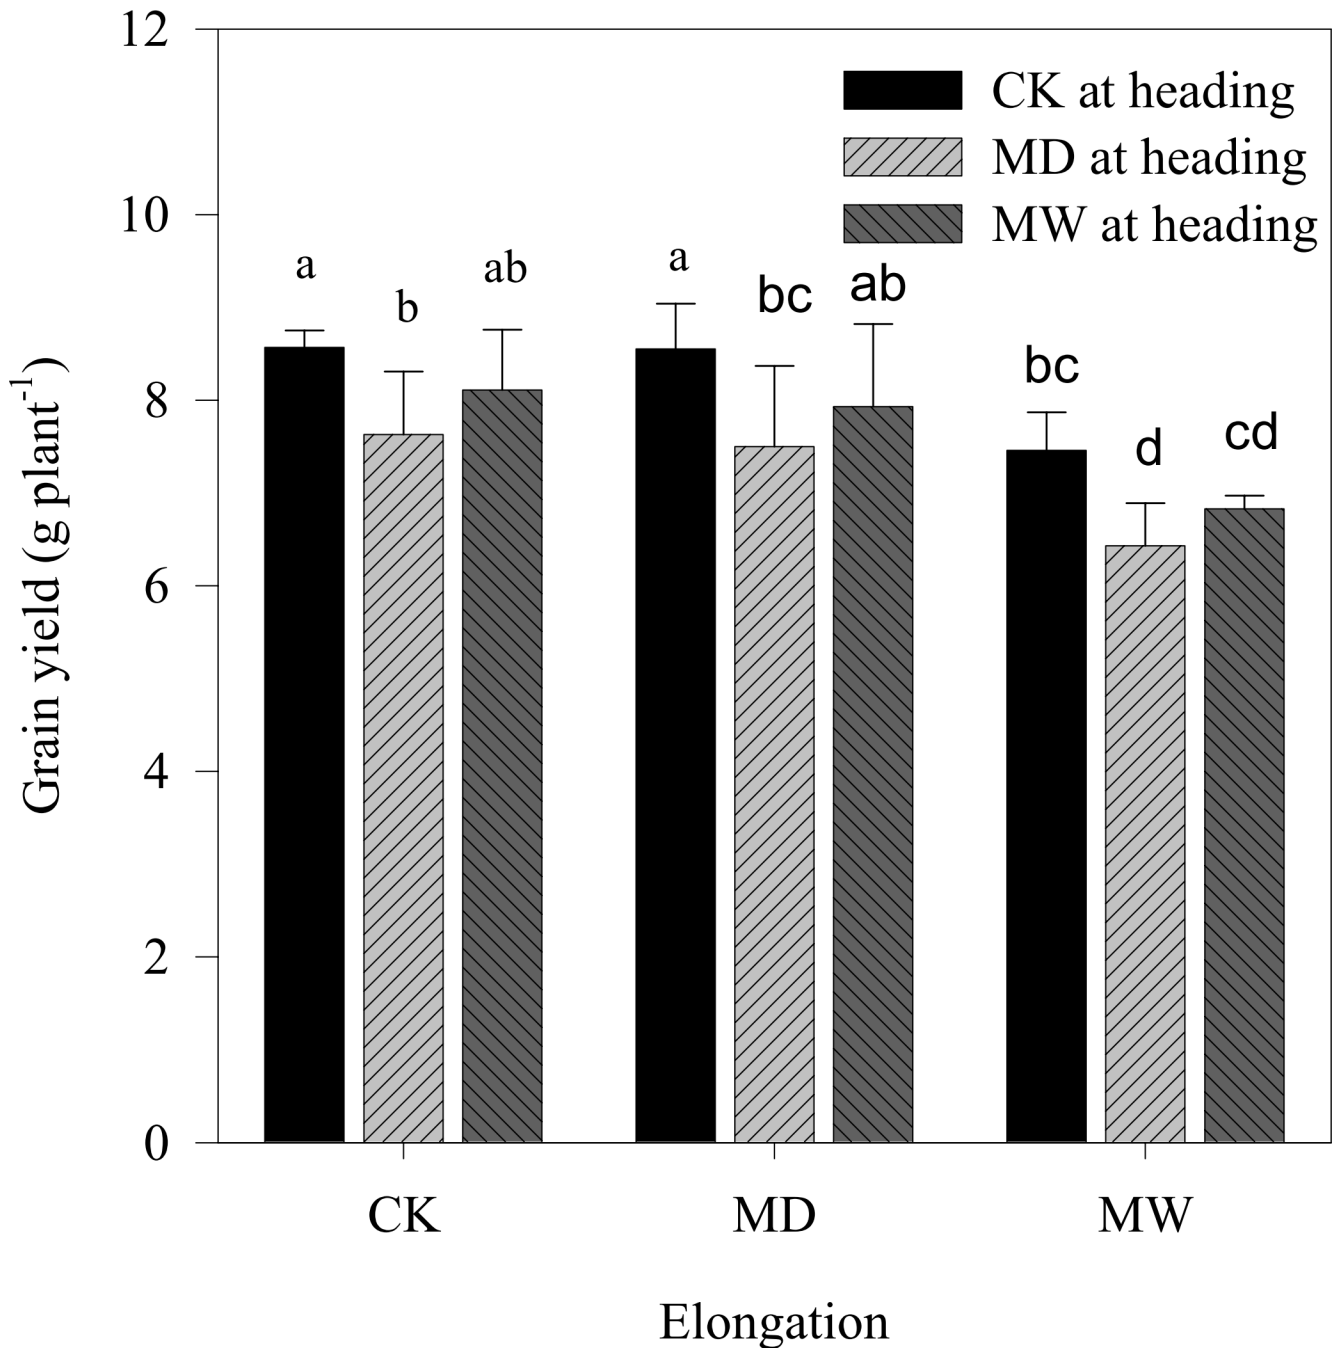 12
10
8
6
4
2
0
Grain yield (g plant⁻¹)
CK at heading
MD at heading
MW at heading
a
b
ab
a
bc
ab
bc
d
cd
CK
MD
MW
Elongation